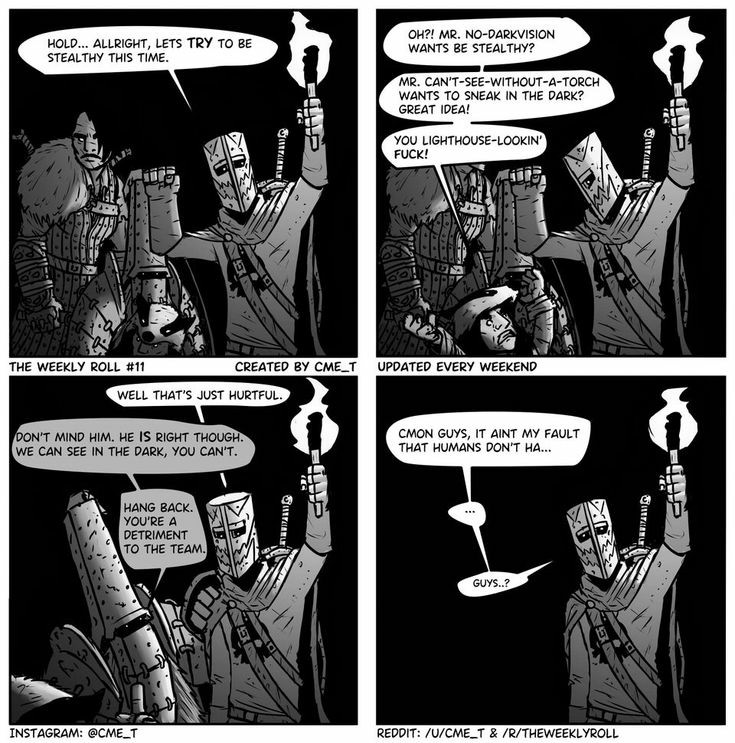 HOLD... ALLRIGHT, LETS TRY TO BE
STEALTHY THIS TIME.
THE WEEKLY ROLL #11
CREATED BY CME_T
OH?! MR. NO-DARKVISION
WANTS BE STEALTHY?
MR. CAN'T-SEE-WITHOUT-A-TORCH
WANTS TO SNEAK IN THE DARK?
GREAT IDEA!
YOU LIGHTHOUSE-LOOKIN'
FUCK!
UPDATED EVERY WEEKEND
WELL THAT'S JUST HURTFUL.
DON'T MIND HIM. HE IS RIGHT THOUGH.
WE CAN SEE IN THE DARK, YOU CAN'T.
HANG BACK.
YOU'RE A
DETRIMENT
TO THE TEAM.
INSTAGRAM: @CME_T
CMON GUYS, IT AINT MY FAULT
THAT HUMANS DON'T HA...
...
GUYS..?
REDDIT: /U/CME_T & /R/THEWEEKLYROLL